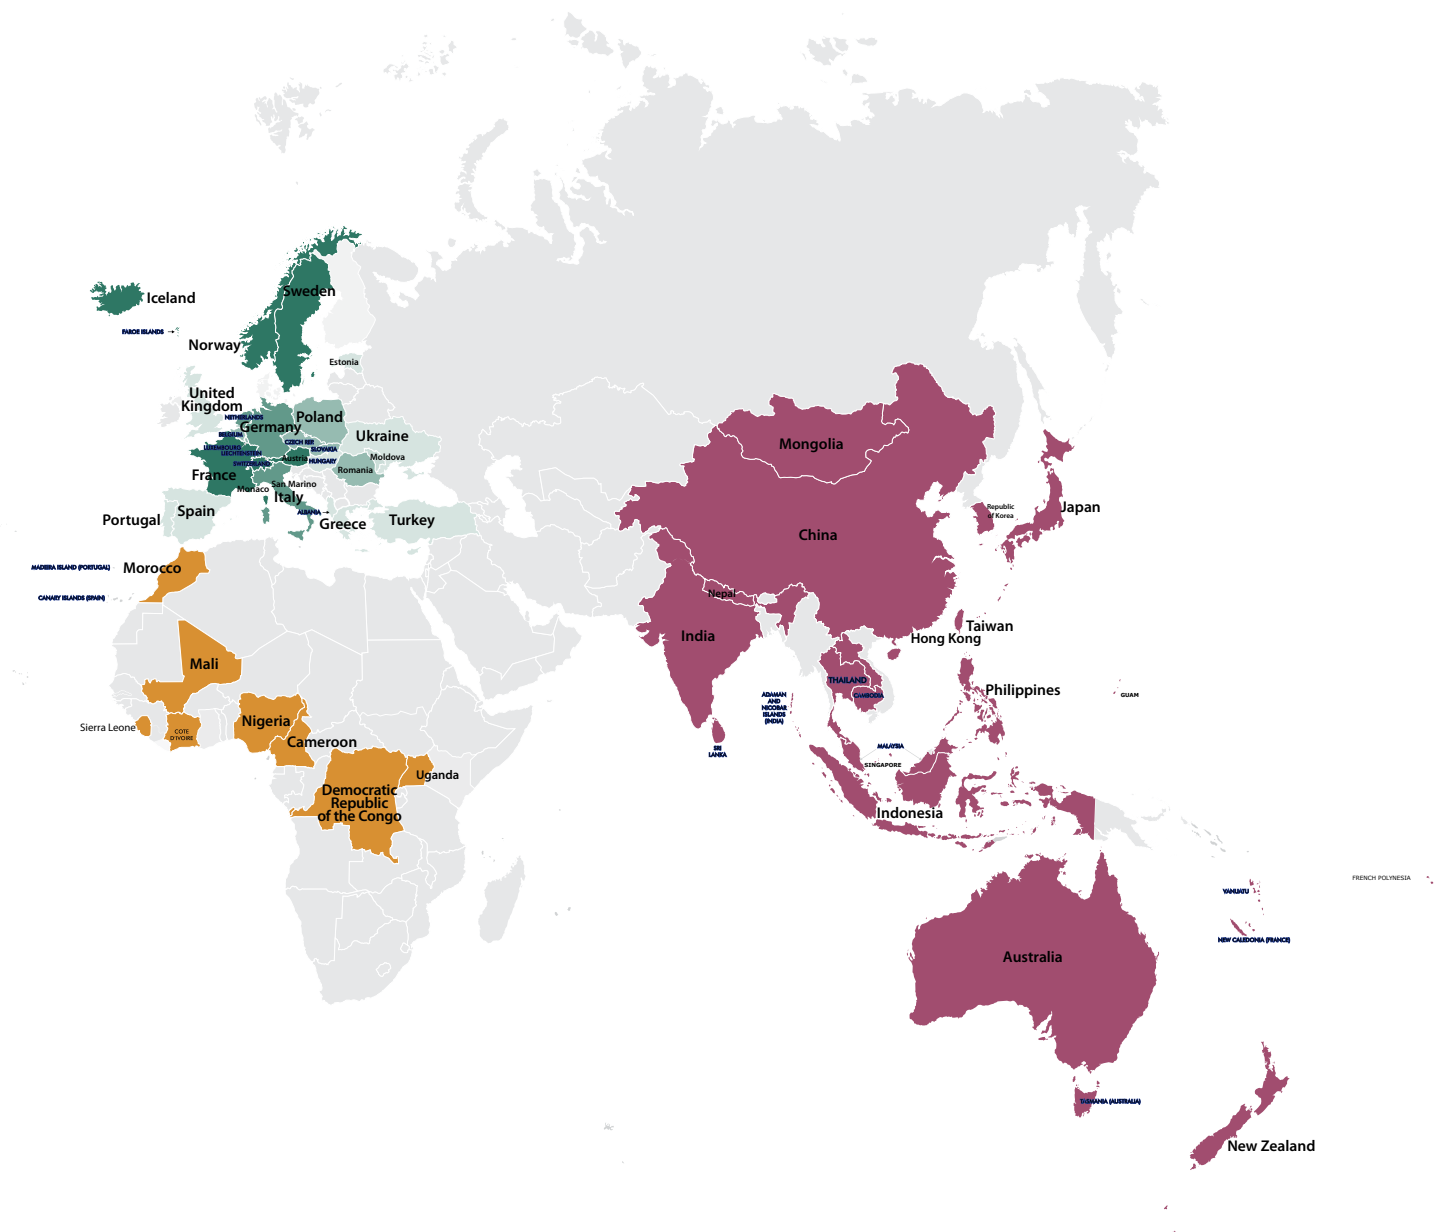 Iceland
Sweden
FAROE ISLANDS
Norway
Estonia
United
Kingdom
NETHERLANDS
Poland
Germany
BELGIUM
Ukraine
CZECH REP.
LUXEMBOURG
SLOVAKIA
LIECHTENSTEIN
Austria
HUNGARY
Moldova
SWITZERLAND
Romania
France
San Marino
Monaco
Italy
Spain
ALBANIA
Portugal
Greece
Turkey
MADEIRA ISLAND (PORTUGAL)
Morocco
CANARY ISLANDS (SPAIN)
Mali
Nigeria
Sierra Leone
COTE
D'IVOIRE
Cameroon
Uganda
Democratic
Republic
of the Congo
Mongolia
China
Republic
of Korea
Japan
Nepal
India
Taiwan
Hong Kong
THAILAND
CAMBODIA
Philippines
GUAM
ADAMAN
AND
NICOBAR
ISLANDS
(INDIA)
SRI
LANKA
MALAYSIA
SINGAPORE
Indonesia
FRENCH POLYNESIA
VANUATU
NEW CALEDONIA (FRANCE)
Australia
TASMANIA (AUSTRALIA)
New Zealand